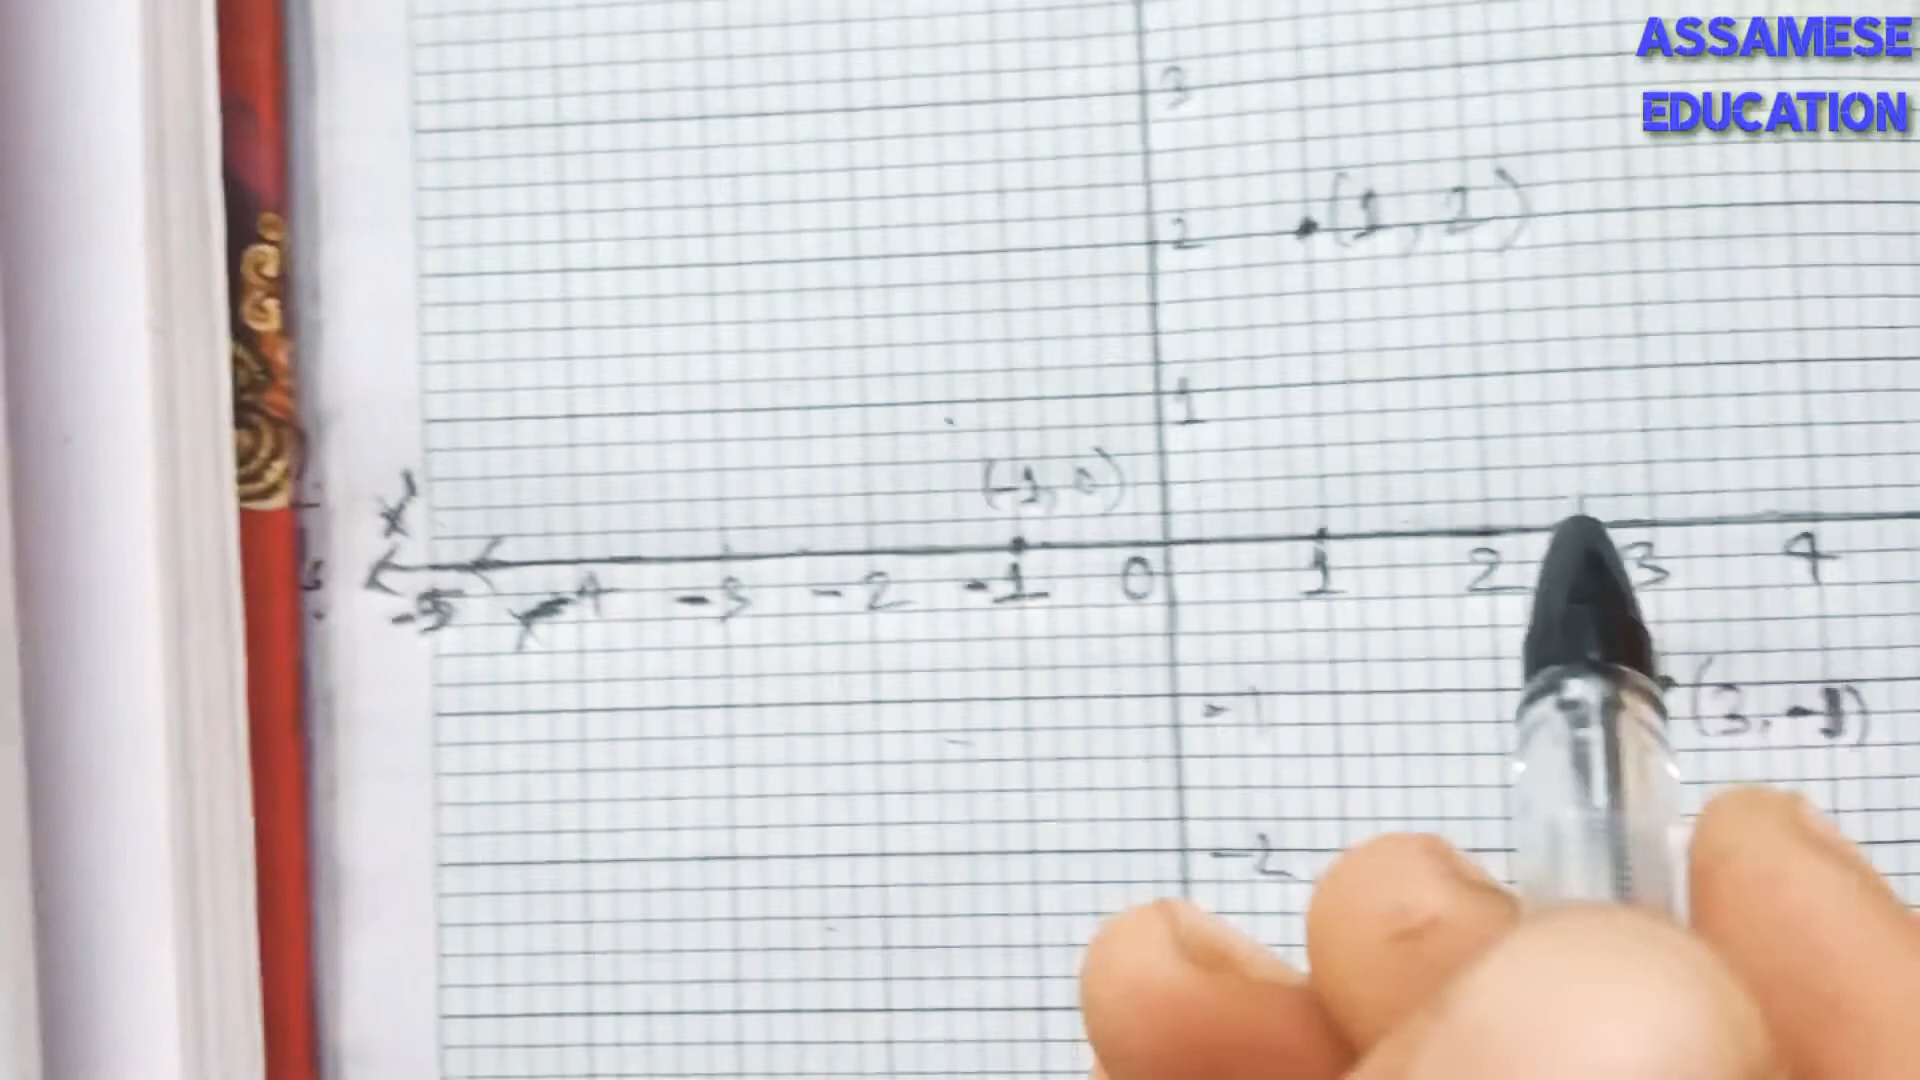 ASSAMESE
EDUCATION
3
2 (1, 2)
1
(-1, 0)
X'
-5 -4 -3 -2 -1 0 1 2 3 4
-1 (3, -1)
-2